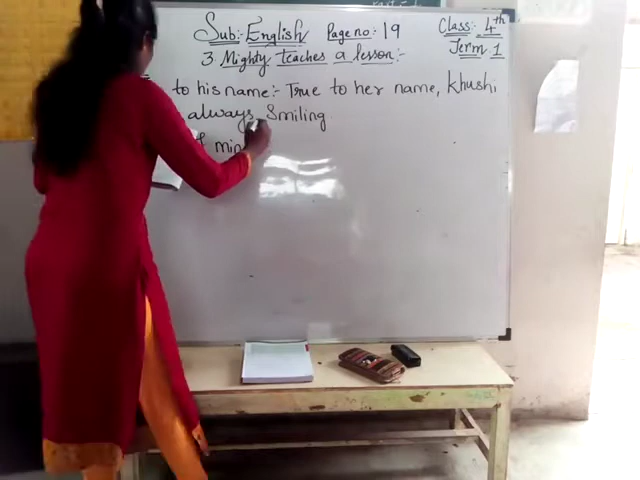 Sub:- English Page no: 19 Class: 4th
Term 1
3 Mighty teaches a lesson:-
to his name:- True to her name, Khushi
always smiling